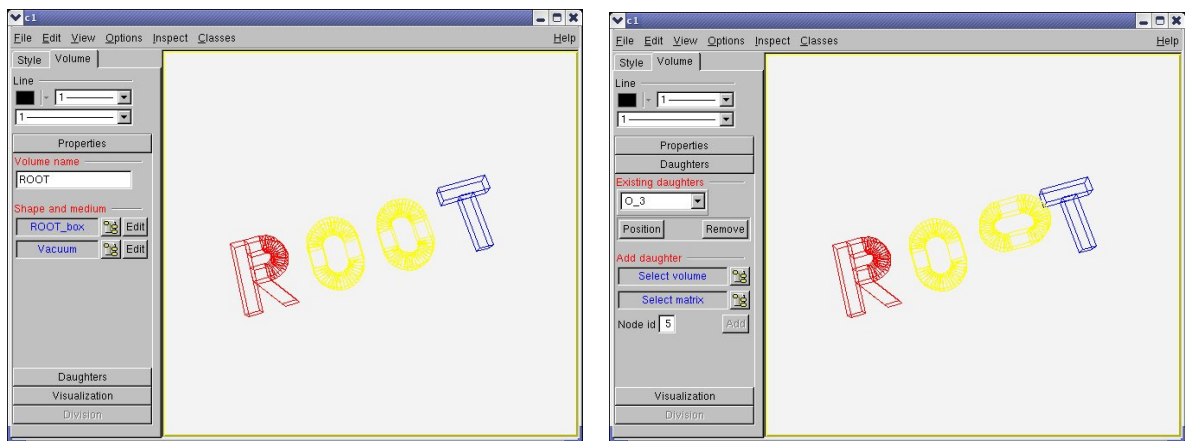 c1
File Edit View Options Inspect Classes Help
Style Volume
Line
1
1
Properties
Volume name
ROOT
Shape and medium
ROOT_box Edit
Vacuum Edit
Daughters
Visualization
Division
ROOT
c1
File Edit View Options Inspect Classes Help
Style Volume
Line
1
1
Properties
Daughters
Existing daughters
O_3
Position Remove
Add daughter
Select volume
Select matrix
Node id 5 Add
Visualization
Division
ROOT